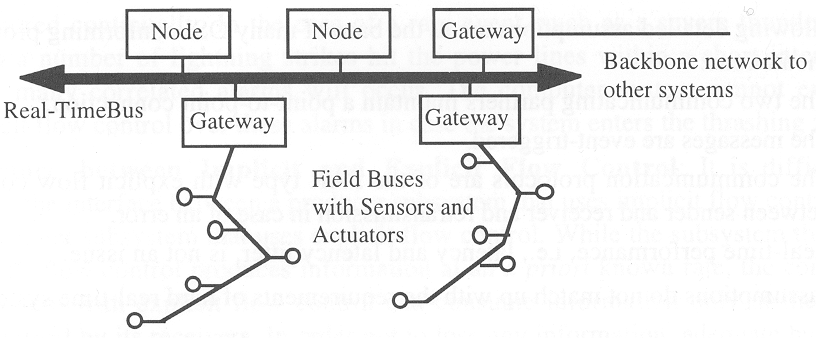 Node
Node
Gateway
Backbone network to
other systems
Real-TimeBus
Gateway
Gateway
Field Buses
with Sensors and
Actuators